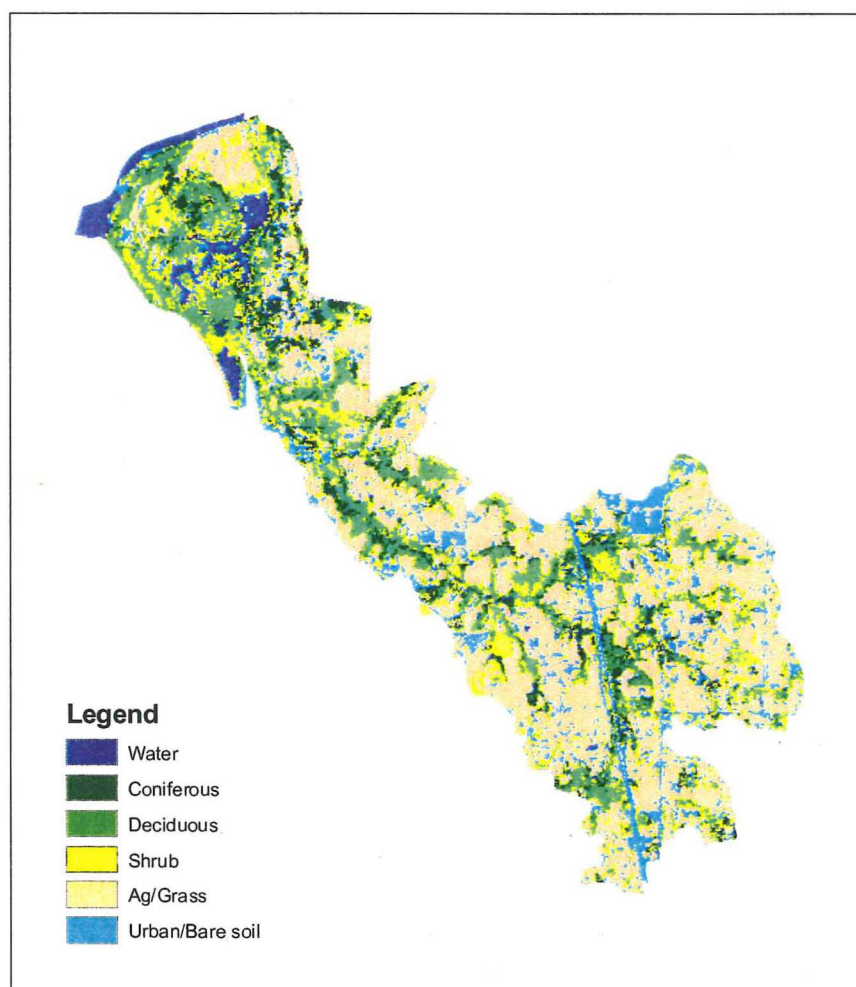 Legend
Water
Coniferous
Deciduous
Shrub
Ag/Grass
Urban/Bare soil